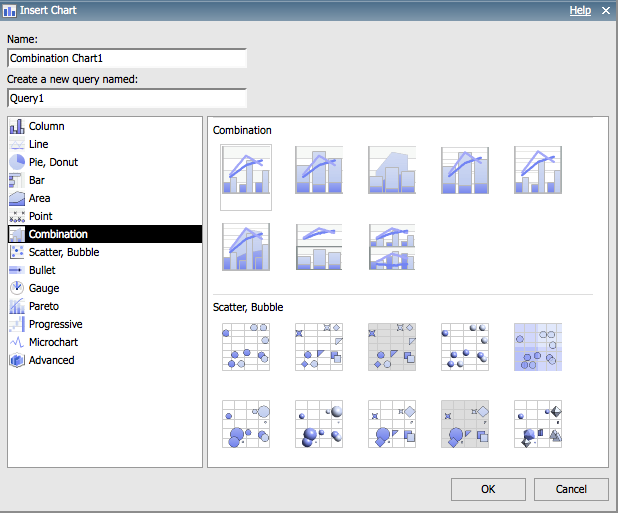 Insert Chart Help
Name:
Combination Chart1
Create a new query named:
Query1
Column
Line
Pie, Donut
Bar
Area
Point
Combination
Scatter, Bubble
Bullet
Gauge
Pareto
Progressive
Microchart
Advanced
Combination
Scatter, Bubble
OK Cancel